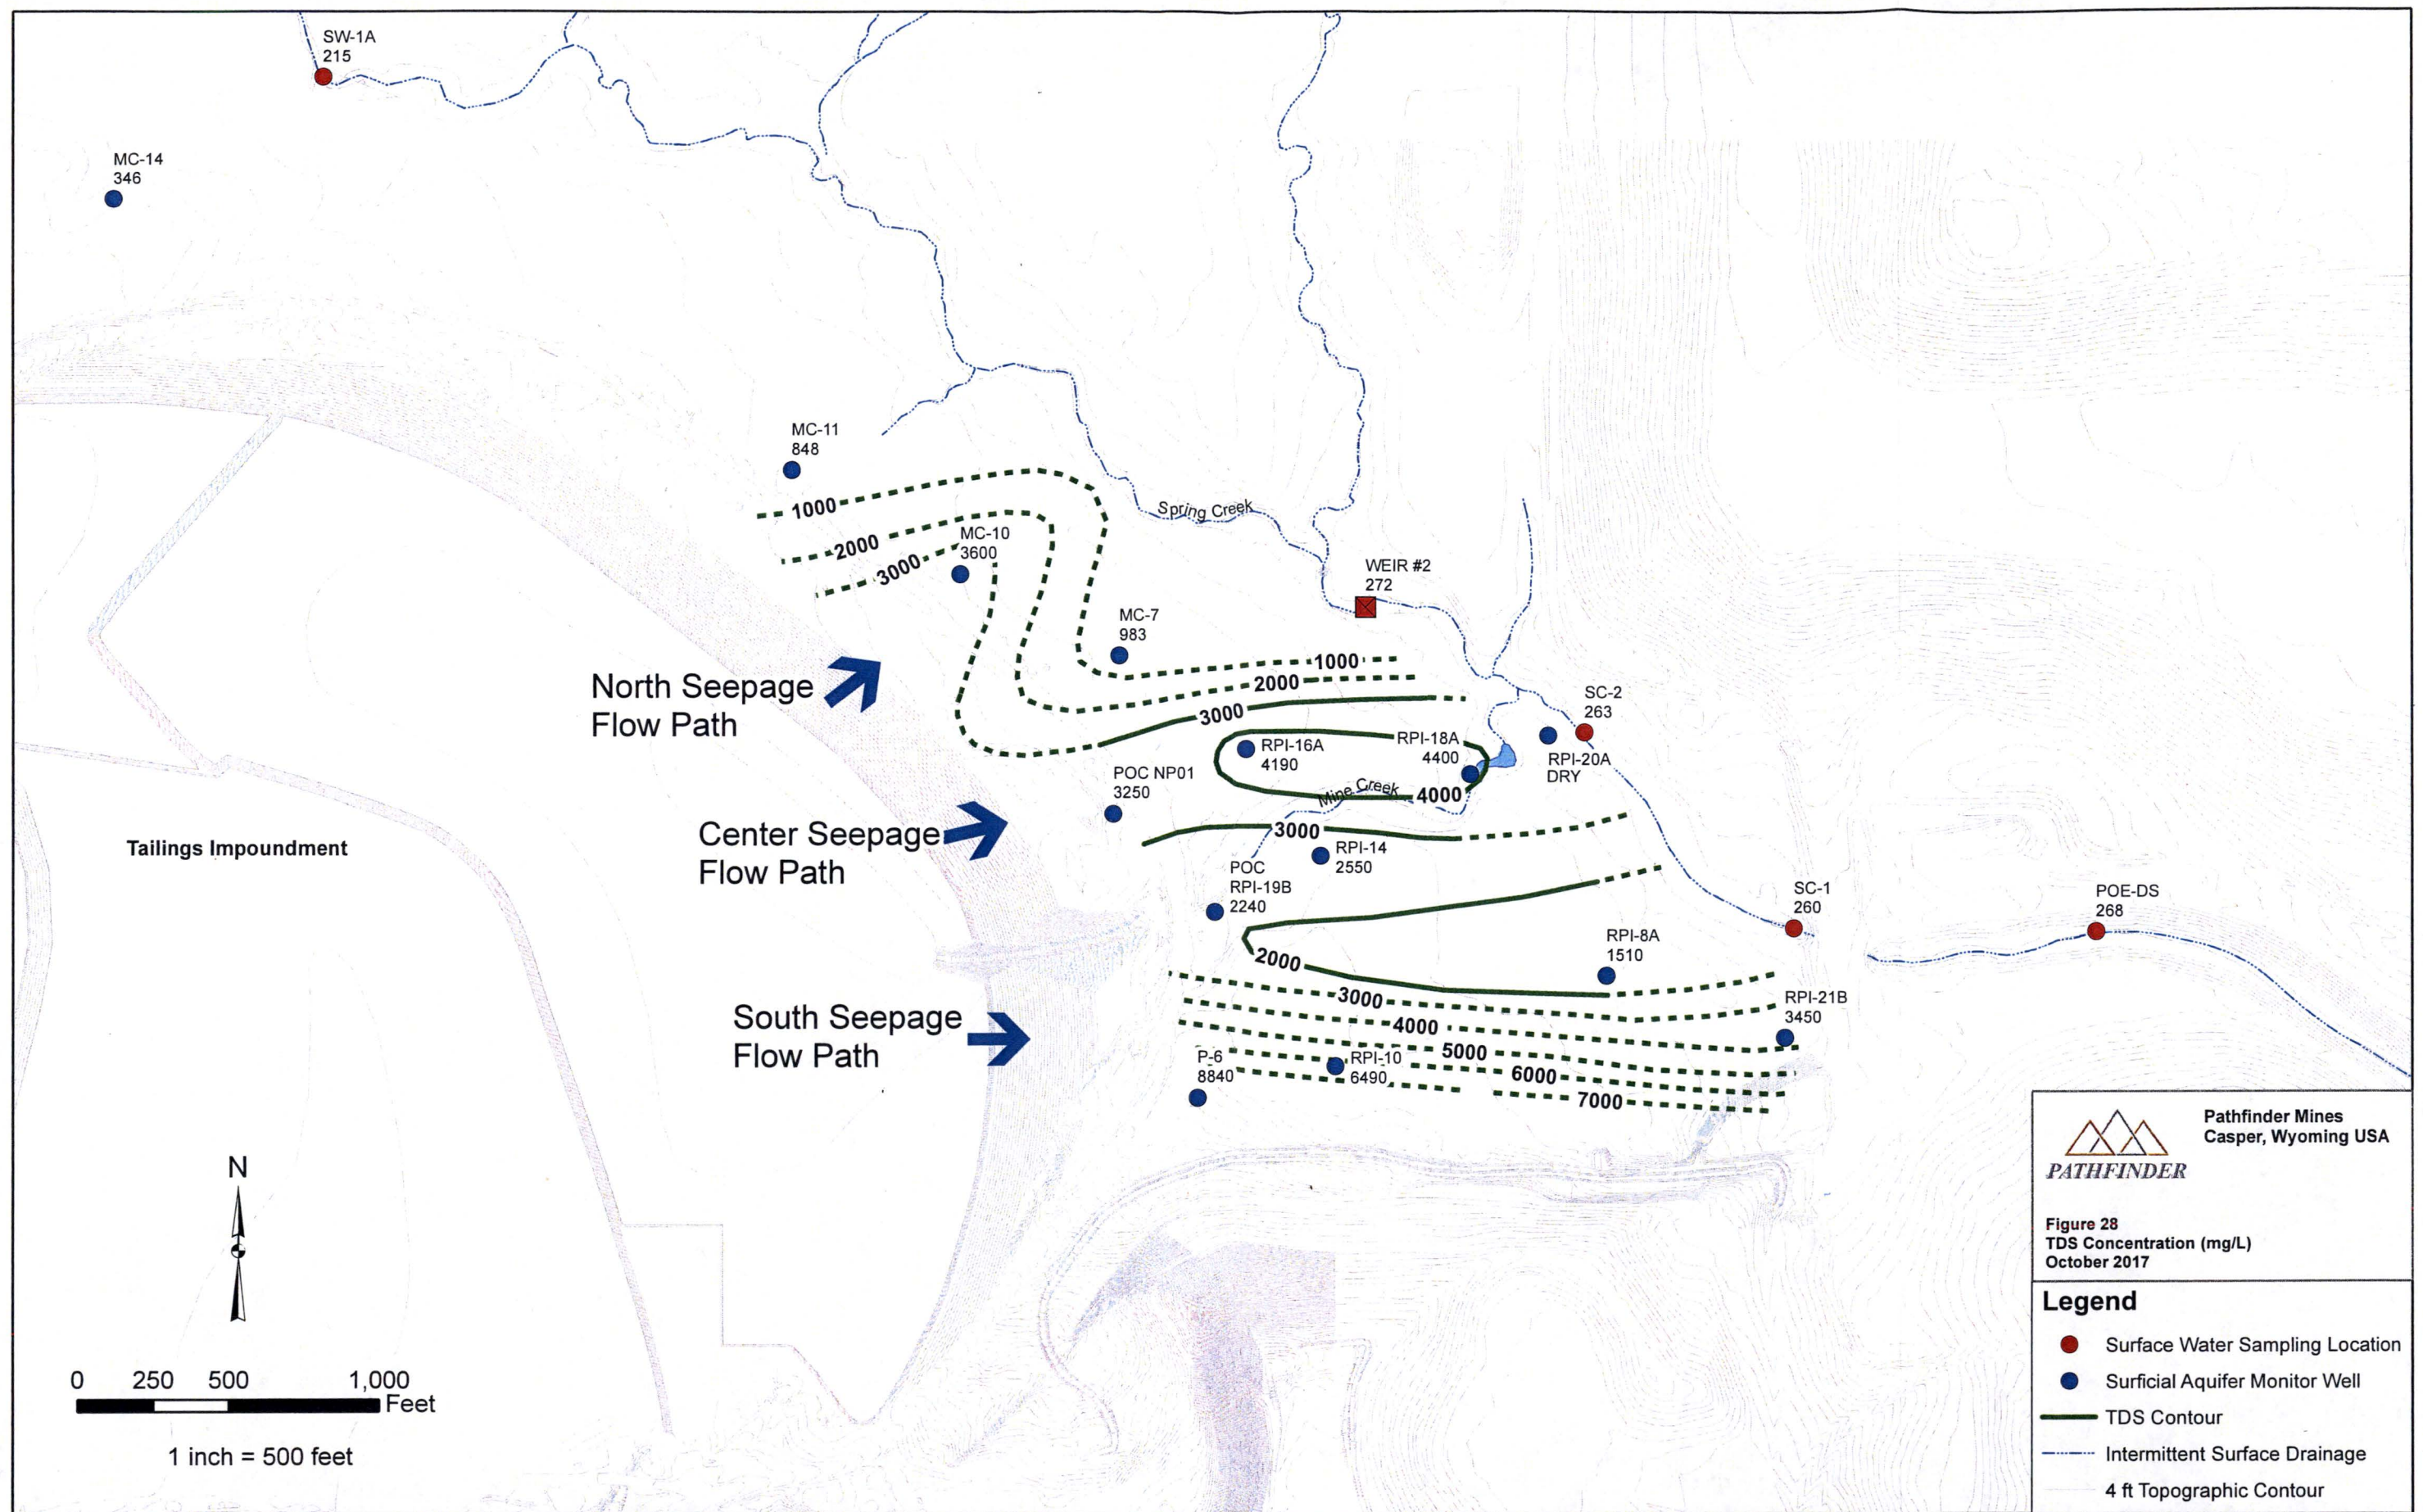 SW-1A
215
MC-14
346
MC-11
848
1000
2000
3000
MC-10
3600
Spring Creek
WEIR #2
272
MC-7
983
1000
2000
3000
North Seepage
Flow Path
SC-2
263
RPI-16A
4190
RPI-18A
4400
RPI-20A
DRY
POC NP01
3250
Mine Creek
4000
Center Seepage
Flow Path
3000
RPI-14
2550
Tailings Impoundment
POC
RPI-19B
2240
SC-1
260
POE-DS
268
RPI-8A
1510
2000
3000
RPI-21B
3450
South Seepage
Flow Path
4000
5000
P-6
8840
RPI-10
6490
6000
7000
N
0 250 500 1,000
Feet
1 inch = 500 feet
PATHFINDER
Pathfinder Mines
Casper, Wyoming USA
Figure 28
TDS Concentration (mg/L)
October 2017
Legend
Surface Water Sampling Location
Surficial Aquifer Monitor Well
TDS Contour
Intermittent Surface Drainage
4 ft Topographic Contour